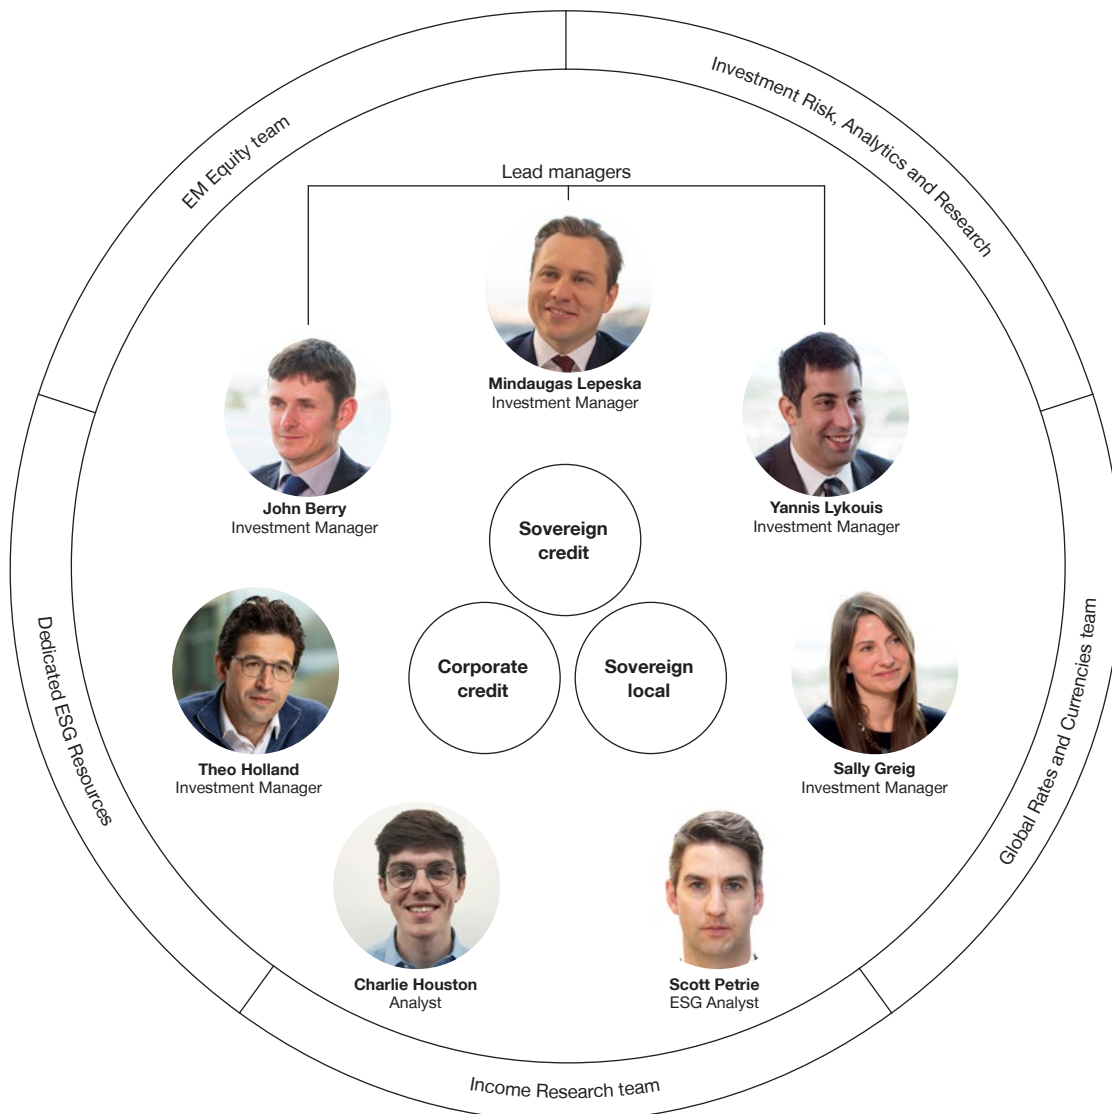 EM Equity team
Investment Risk, Analytics and Research
Lead managers
Mindaugas Lepeska
Investment Manager
John Berry
Investment Manager
Yannis Lykouis
Investment Manager
Sovereign
credit
Corporate
credit
Sovereign
local
Theo Holland
Investment Manager
Sally Greig
Investment Manager
Dedicated ESG Resources
Global Rates and Currencies team
Charlie Houston
Analyst
Scott Petrie
ESG Analyst
Income Research team